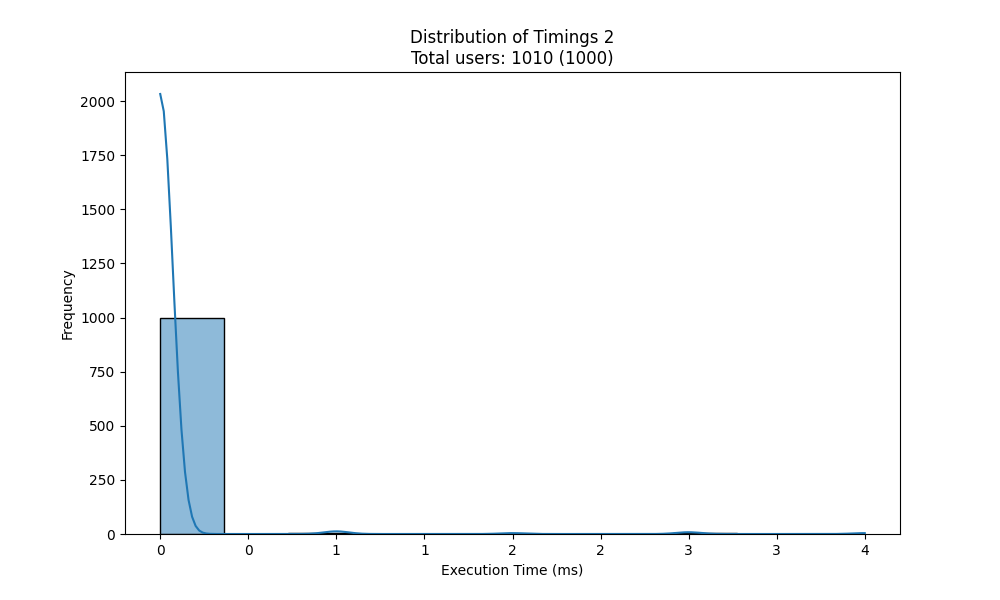 Distribution of Timings 2
Total users: 1010 (1000)
2000
1750
1500
1250
1000
750
500
250
0
Frequency
0 0 1 1 2 2 3 3 4
Execution Time (ms)